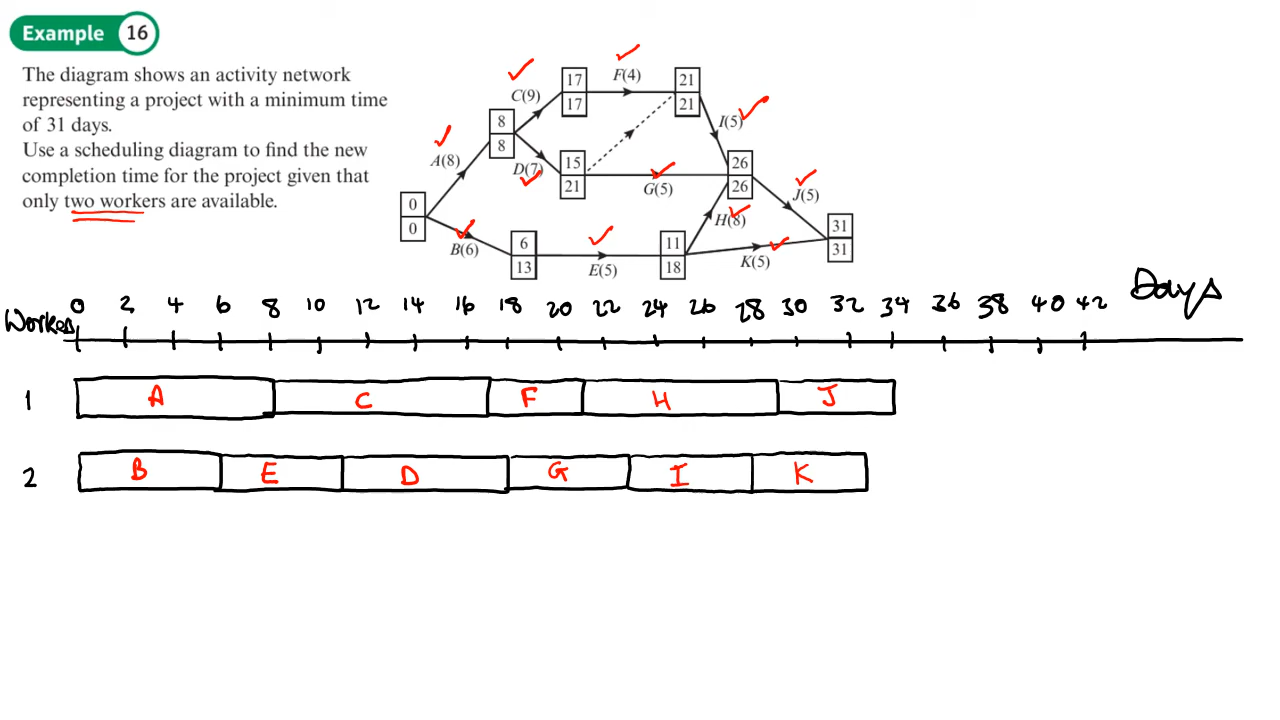 Example 16
The diagram shows an activity network
representing a project with a minimum time
of 31 days.
Use a scheduling diagram to find the new
completion time for the project given that
only two workers are available.
F(4)
17
17
21
21
C(9)
I(5)
8
8
A(8)
D(7)
15
21
G(5)
26
26
J(5)
0
0
H(8)
B(6)
6
13
E(5)
11
18
K(5)
31
31
Days
Workers 0 2 4 6 8 10 12 14 16 18 20 22 24 26 28 30 32 34 36 38 40 42
1 A C F H J
2 B E D G I K